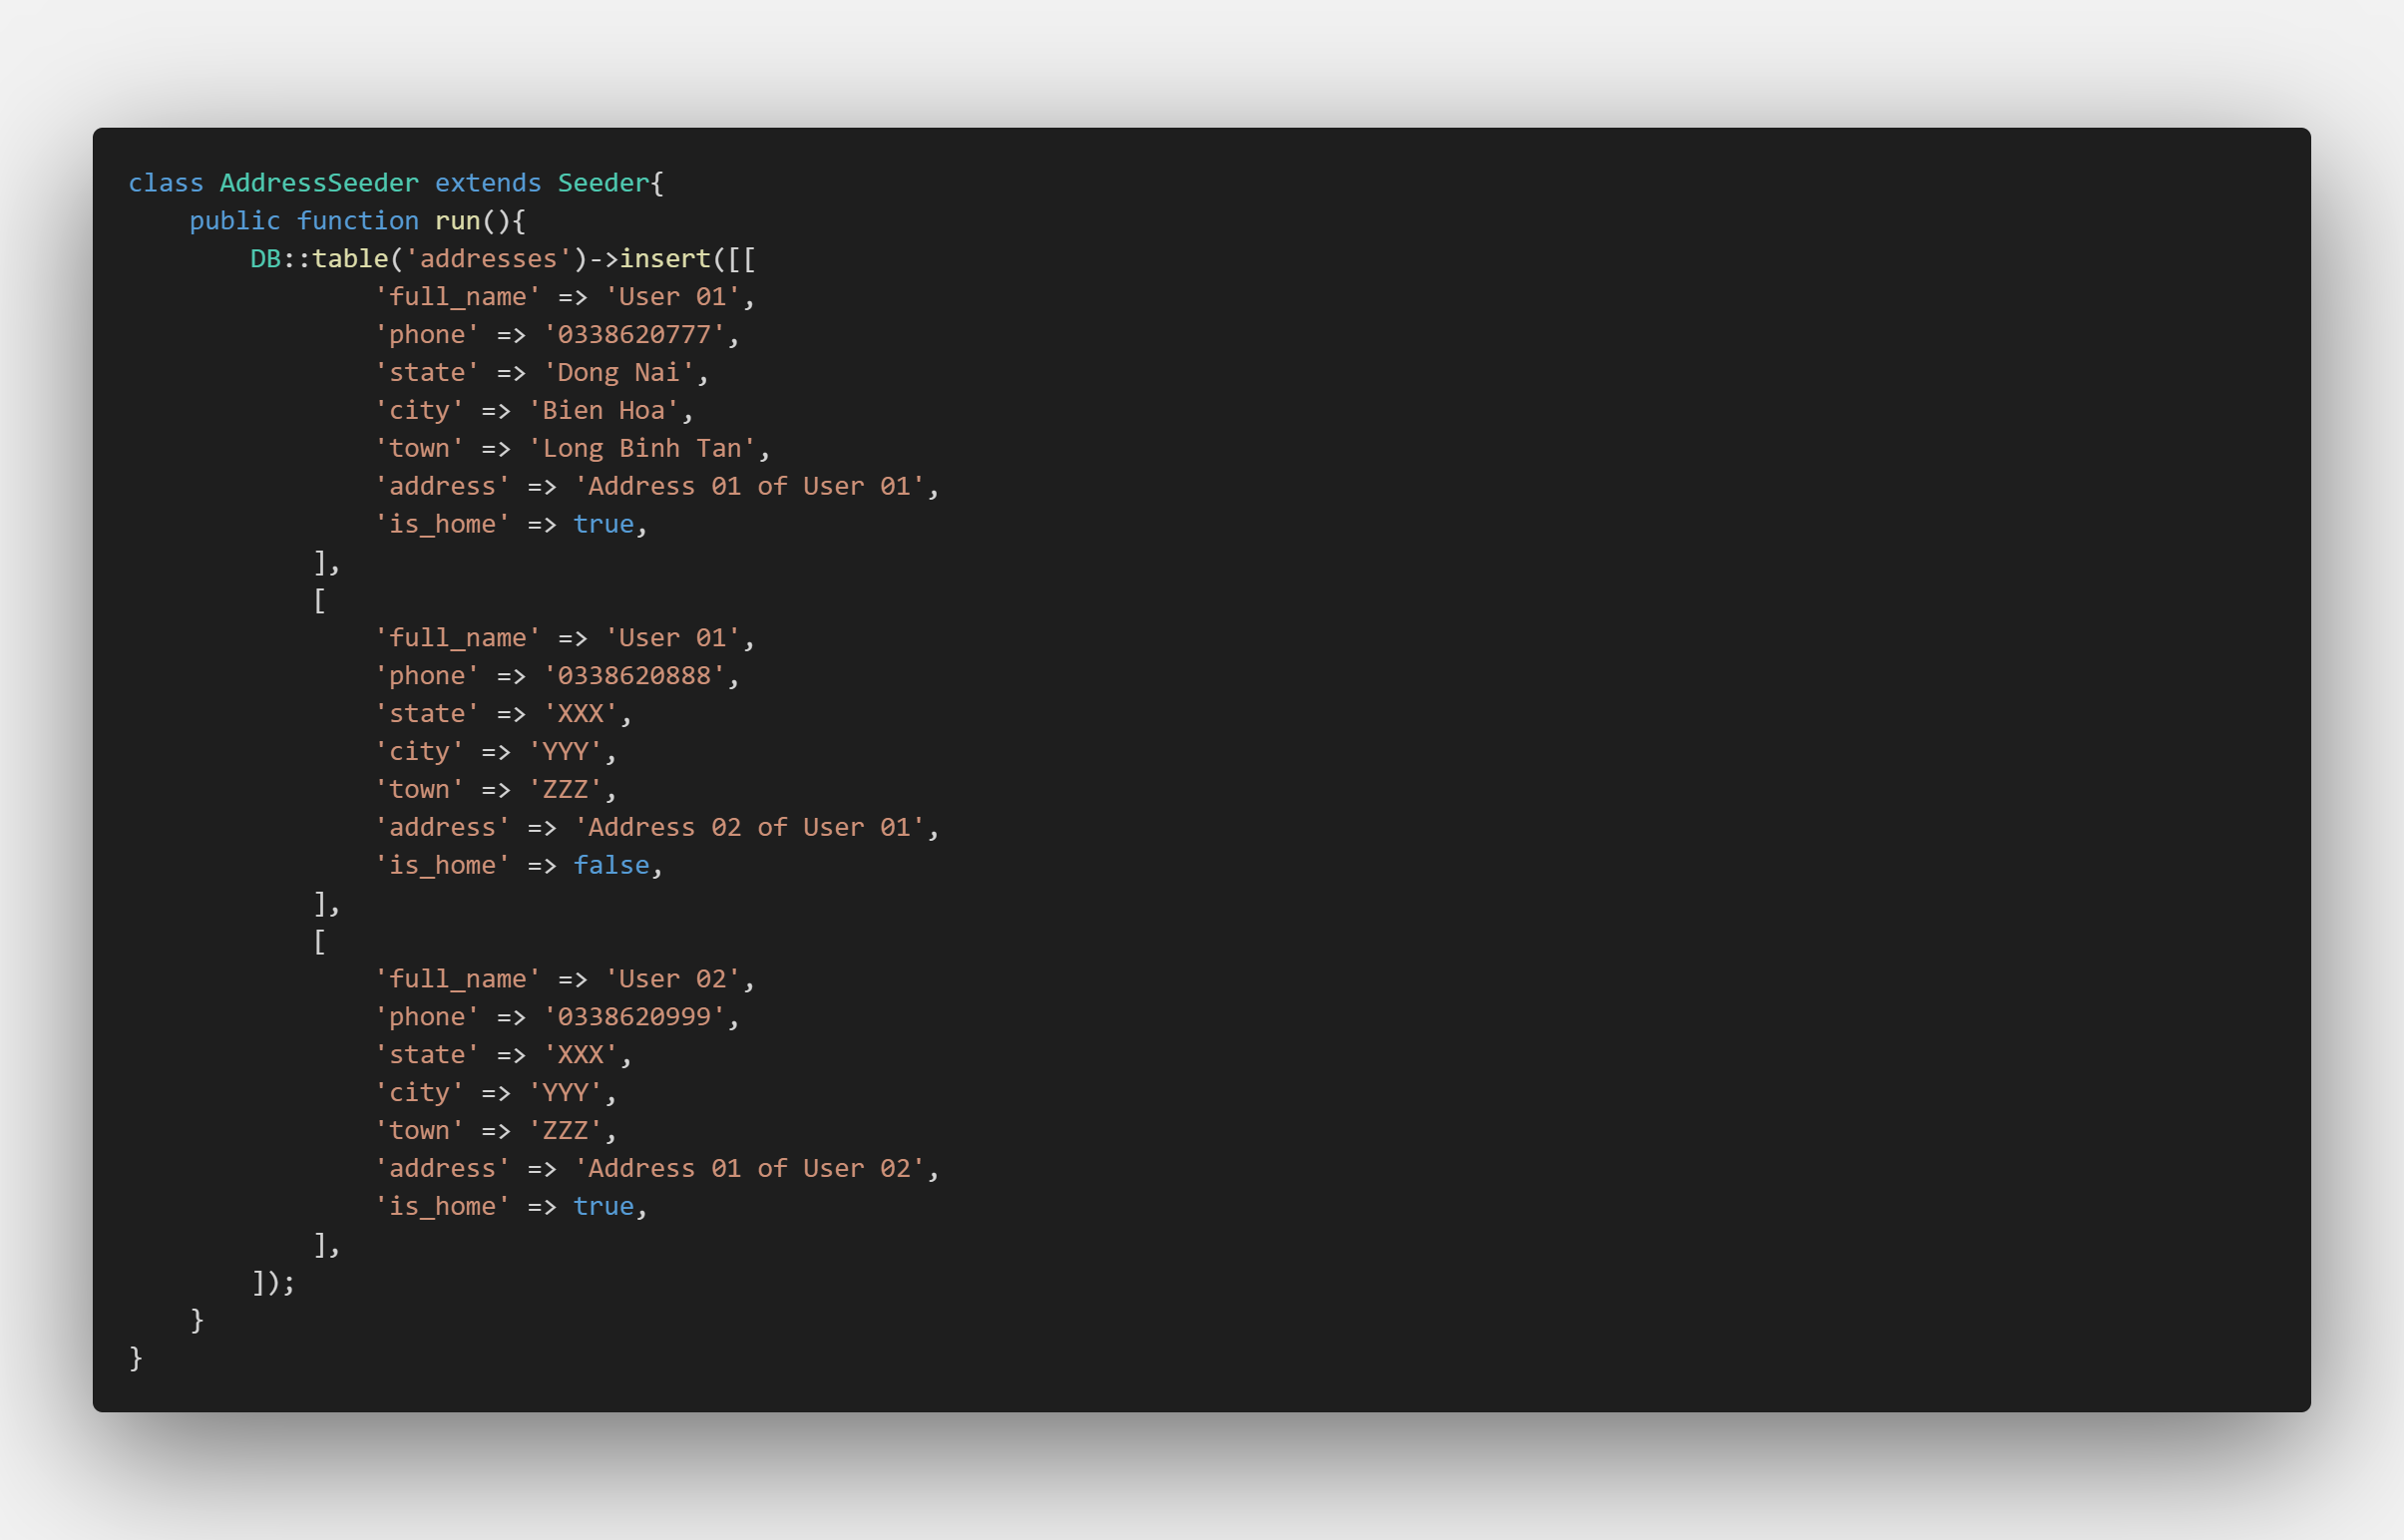 class AddressSeeder extends Seeder{
    public function run(){
        DB::table('addresses')->insert([[
                'full_name' => 'User 01',
                'phone' => '0338620777',
                'state' => 'Dong Nai',
                'city' => 'Bien Hoa',
                'town' => 'Long Binh Tan',
                'address' => 'Address 01 of User 01',
                'is_home' => true,
            ],
            [
                'full_name' => 'User 01',
                'phone' => '0338620888',
                'state' => 'XXX',
                'city' => 'YYY',
                'town' => 'ZZZ',
                'address' => 'Address 02 of User 01',
                'is_home' => false,
            ],
            [
                'full_name' => 'User 02',
                'phone' => '0338620999',
                'state' => 'XXX',
                'city' => 'YYY',
                'town' => 'ZZZ',
                'address' => 'Address 01 of User 02',
                'is_home' => true,
            ],
        ]);
    }
}